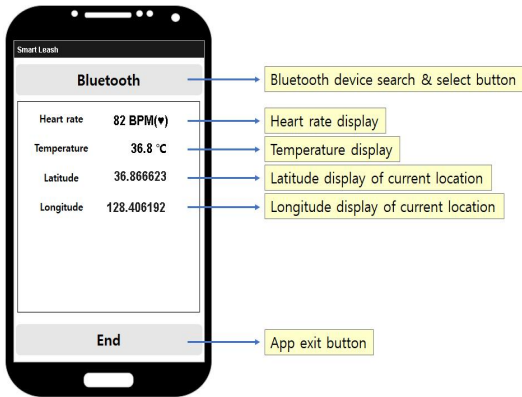 Smart Leash
Bluetooth
Bluetooth device search & select button
Heart rate 82 BPM(♥)
Heart rate display
Temperature 36.8 ℃
Temperature display
Latitude 36.866623
Latitude display of current location
Longitude 128.406192
Longitude display of current location
End
App exit button